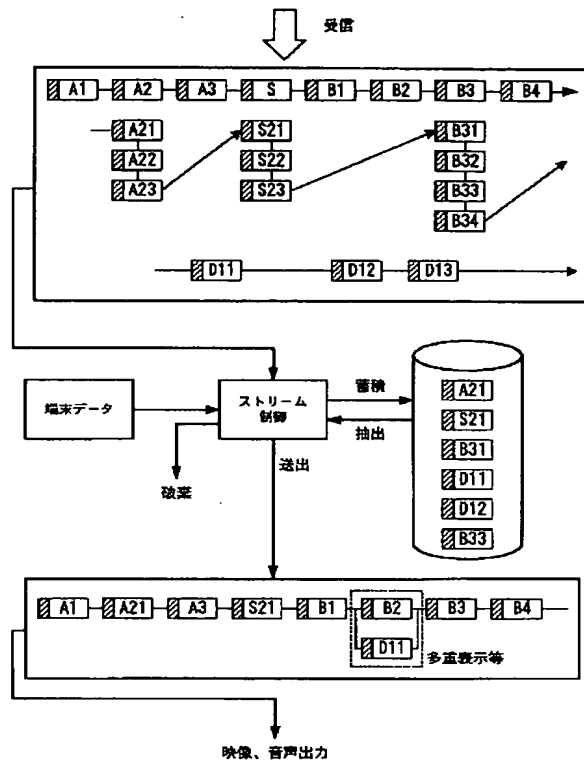 受信
A1 A2 A3 S B1 B2 B3 B4
A21 S21 B31
A22 S22 B32
A23 S23 B33
B34
D11 D12 D13
端末データ
ストリーム
制御
蓄積
抽出
破棄
送出
A21
S21
B31
D11
D12
B33
A1 A21 A3 S21 B1 B2 B3 B4
D11
多重表示等
映像、音声出力